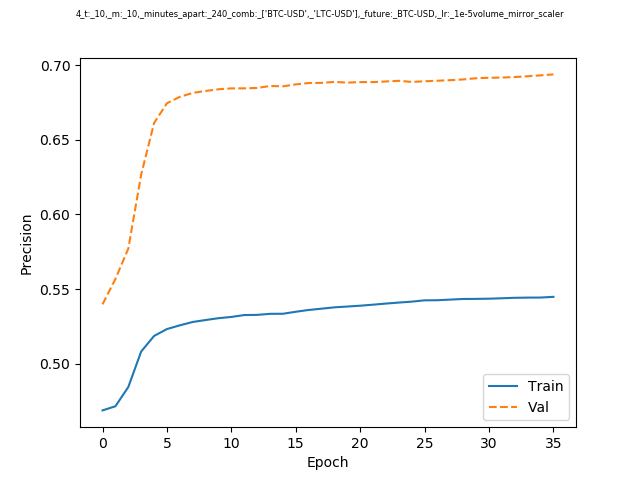 4_t:_10,_m:_10,_minutes_apart:_240_comb:_['BTC-USD',_'LTC-USD'],_future:_BTC-USD,_lr:_1e-5volume_mirror_scaler
0.70
0.65
0.60
0.55
0.50
Precision
Train
Val
0 5 10 15 20 25 30 35
Epoch